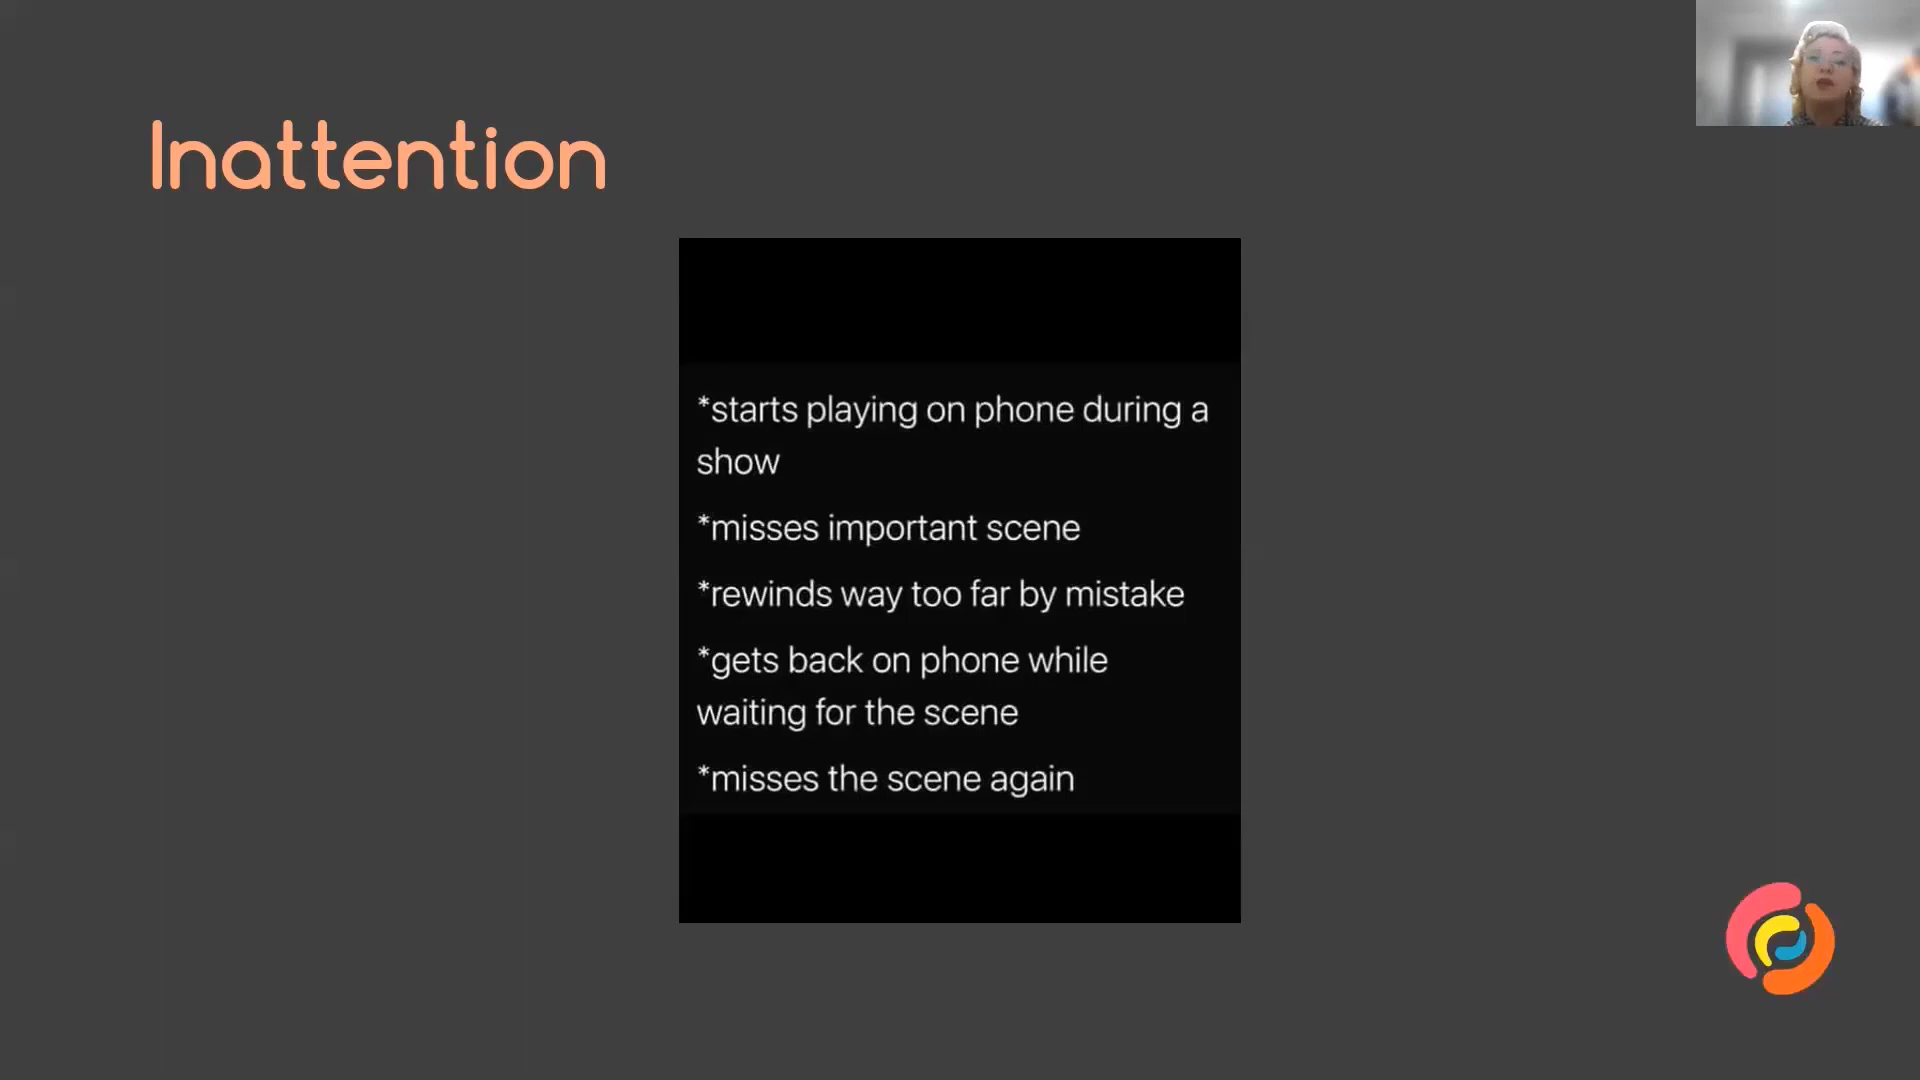 Inattention
*starts playing on phone during a
show
*misses important scene
*rewinds way too far by mistake
*gets back on phone while
waiting for the scene
*misses the scene again